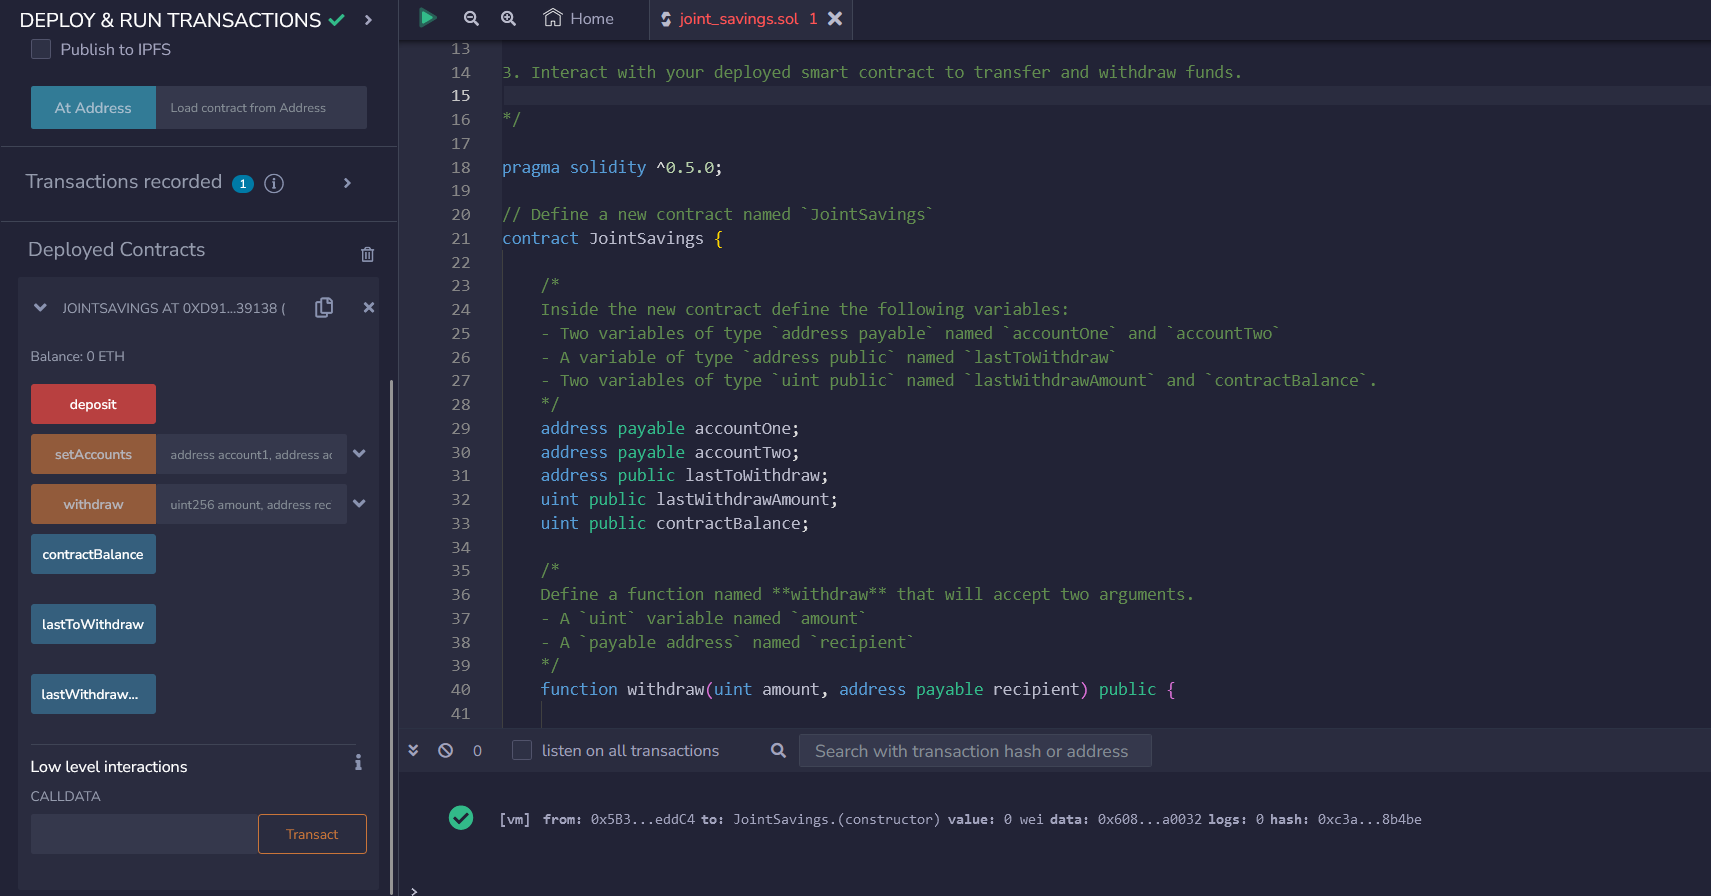 DEPLOY & RUN TRANSACTIONS
Publish to IPFS
At Address
Load contract from Address
Transactions recorded 1
Deployed Contracts
JOINTSAVINGS AT 0XD91...39138 (
Balance: 0 ETH
deposit
setAccounts
address account1, address ac
withdraw
uint256 amount, address rec
contractBalance
lastToWithdraw
lastWithdraw...
Low level interactions
CALLDATA
Transact
Home
joint_savings.sol 1
13
14 3. Interact with your deployed smart contract to transfer and withdraw funds.
15
16 */
17
18 pragma solidity ^0.5.0;
19
20 // Define a new contract named `JointSavings`
21 contract JointSavings {
22
23 /*
24 Inside the new contract define the following variables:
25 - Two variables of type `address payable` named `accountOne` and `accountTwo`
26 - A variable of type `address public` named `lastToWithdraw`
27 - Two variables of type `uint public` named `lastWithdrawAmount` and `contractBalance`.
28 */
29 address payable accountOne;
30 address payable accountTwo;
31 address public lastToWithdraw;
32 uint public lastWithdrawAmount;
33 uint public contractBalance;
34
35 /*
36 Define a function named **withdraw** that will accept two arguments.
37 - A `uint` variable named `amount`
38 - A `payable address` named `recipient`
39 */
40 function withdraw(uint amount, address payable recipient) public {
41
0
listen on all transactions
Search with transaction hash or address
[vm] from: 0x5B3...eddC4 to: JointSavings.(constructor) value: 0 wei data: 0x608...a0032 logs: 0 hash: 0xc3a...8b4be
>